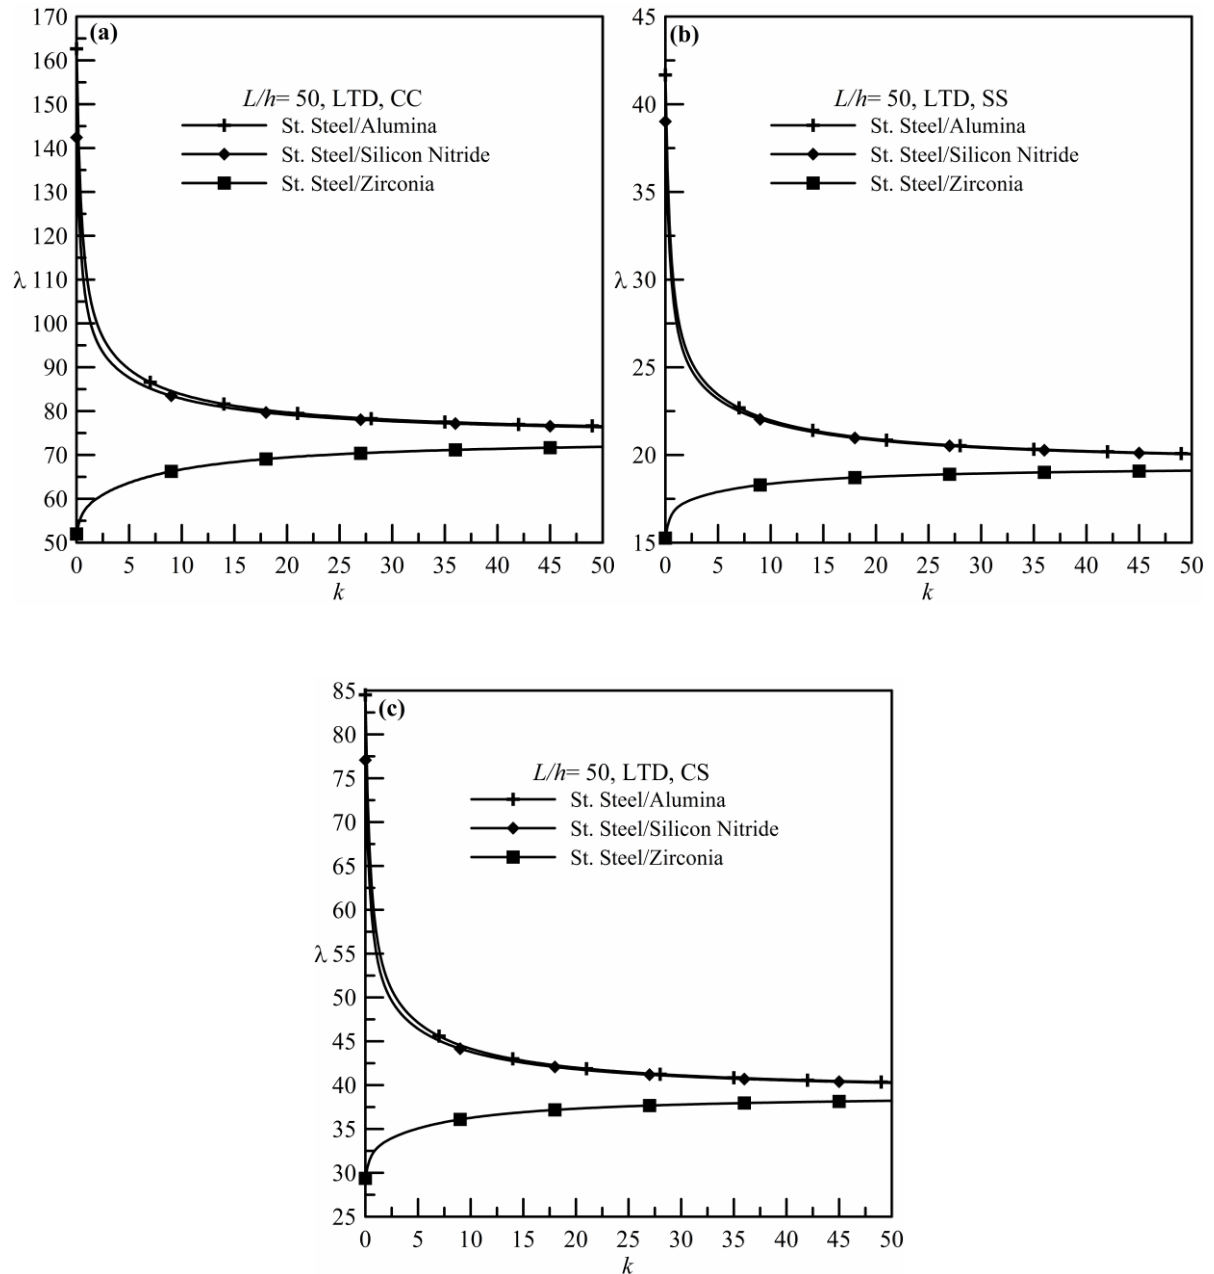 (a)
L/h= 50, LTD, CC
St. Steel/Alumina
St. Steel/Silicon Nitride
St. Steel/Zirconia
170
160
150
140
130
120
λ 110
100
90
80
70
60
50
0 5 10 15 20 25 30 35 40 45 50
k
(b)
L/h= 50, LTD, SS
St. Steel/Alumina
St. Steel/Silicon Nitride
St. Steel/Zirconia
45
40
35
λ 30
25
20
15
0 5 10 15 20 25 30 35 40 45 50
k
(c)
L/h= 50, LTD, CS
St. Steel/Alumina
St. Steel/Silicon Nitride
St. Steel/Zirconia
85
80
75
70
65
60
λ 55
50
45
40
35
30
25
0 5 10 15 20 25 30 35 40 45 50
k